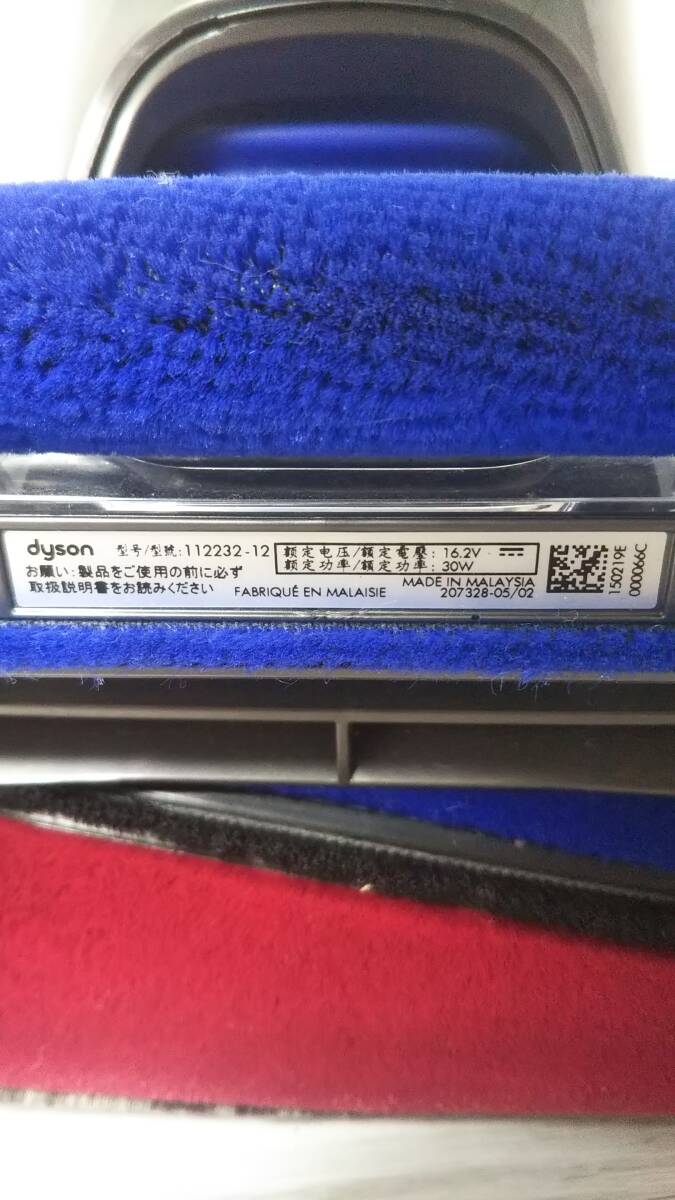 dyson 型号/型號:112232-12
额定电压/額定電壓:16.2V ⎓
额定功率/額定功率:30W
お願い:製品をご使用の前に必ず
取扱説明書をお読みください
FABRIQUÉ EN MALAISIE
MADE IN MALAYSIA
207328-05/02
150219E
000066C